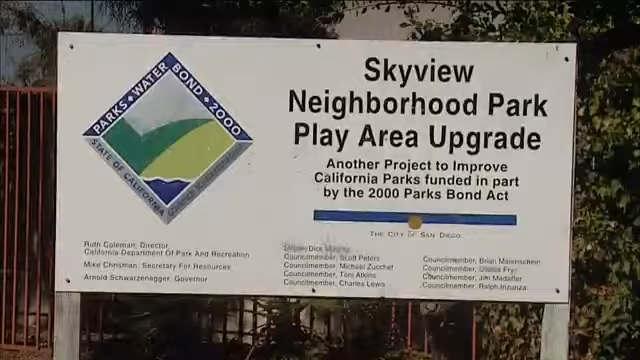 PARKS • WATER BOND • 2000
STATE OF CALIFORNIA
Skyview
Neighborhood Park
Play Area Upgrade
Another Project to Improve
California Parks funded in part
by the 2000 Parks Bond Act
THE CITY OF SAN DIEGO
Ruth Coleman, Director
California Department Of Park And Recreation
Mike Chrisman, Secretary For Resources
Arnold Schwarzenegger, Governor
Dick
Councilmember, Scott Peters
Councilmember, Michael Zucchet
Councilmember, Toni Atkins
Councilmember, Charles Lewis
Councilmember, Brian Maienschein
Councilmember,
Councilmember, Jim Madaffer
Councilmember, Ralph Inzunza